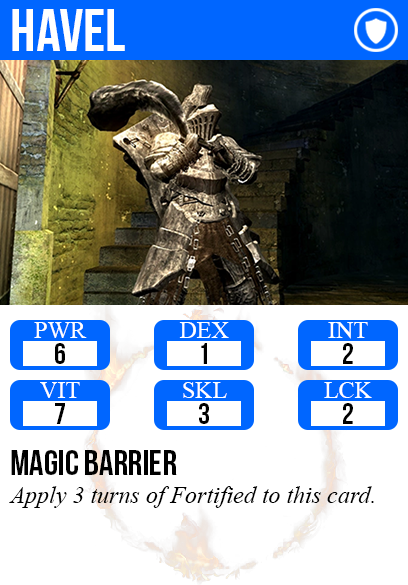 HAVEL
PWR DEX INT
6 1 2
VIT SKL LCK
7 3 2
MAGIC BARRIER
Apply 3 turns of Fortified to this card.